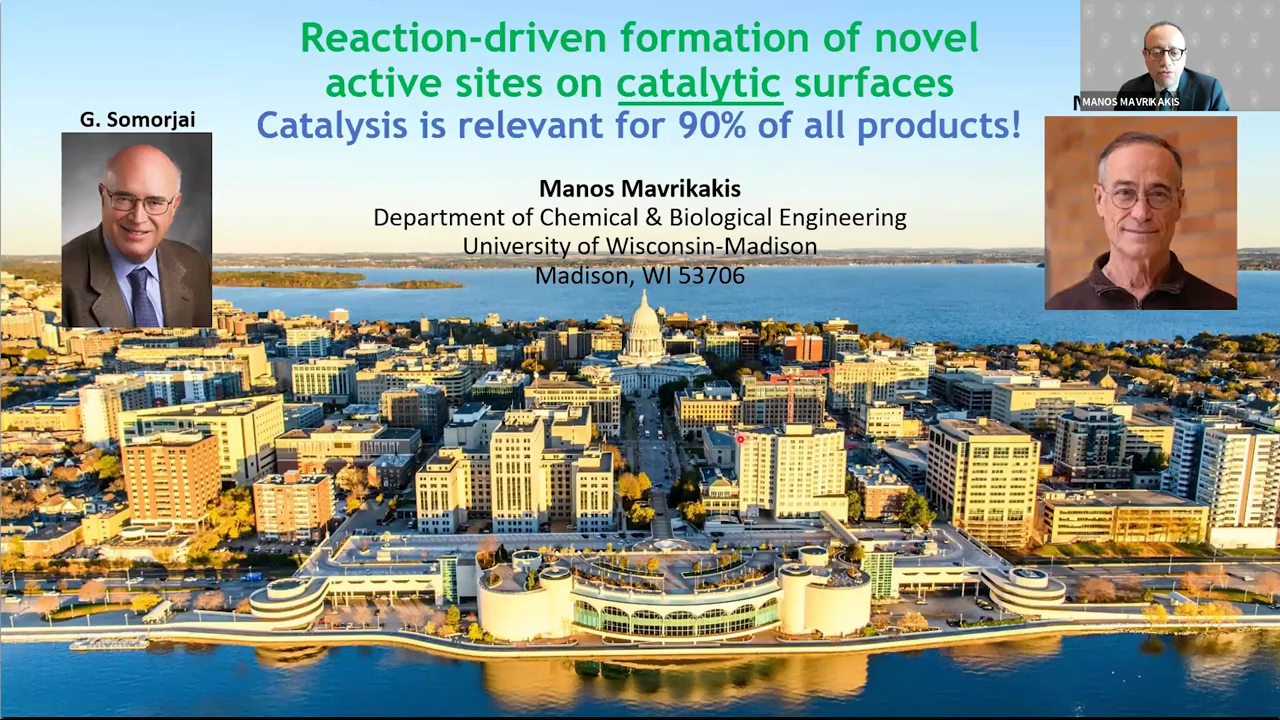 Reaction-driven formation of novel
active sites on catalytic surfaces
Catalysis is relevant for 90% of all products!
G. Somorjai
MANOS MAVRIKAKIS
Manos Mavrikakis
Department of Chemical & Biological Engineering
University of Wisconsin-Madison
Madison, WI 53706